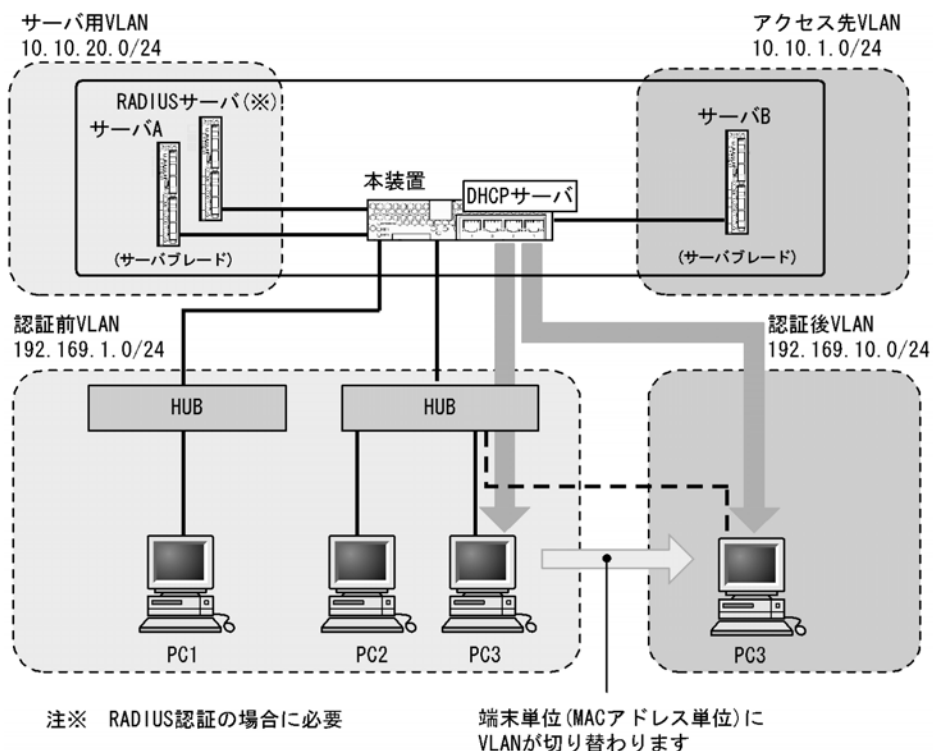 サーバ用VLAN
10.10.20.0/24
アクセス先VLAN
10.10.1.0/24
RADIUSサーバ(※)
サーバA
サーバB
本装置
DHCPサーバ
(サーバブレード)
(サーバブレード)
認証前VLAN
192.169.1.0/24
認証後VLAN
192.169.10.0/24
HUB
HUB
PC1
PC2
PC3
PC3
注※ RADIUS認証の場合に必要
端末単位(MACアドレス単位)に
VLANが切り替わります